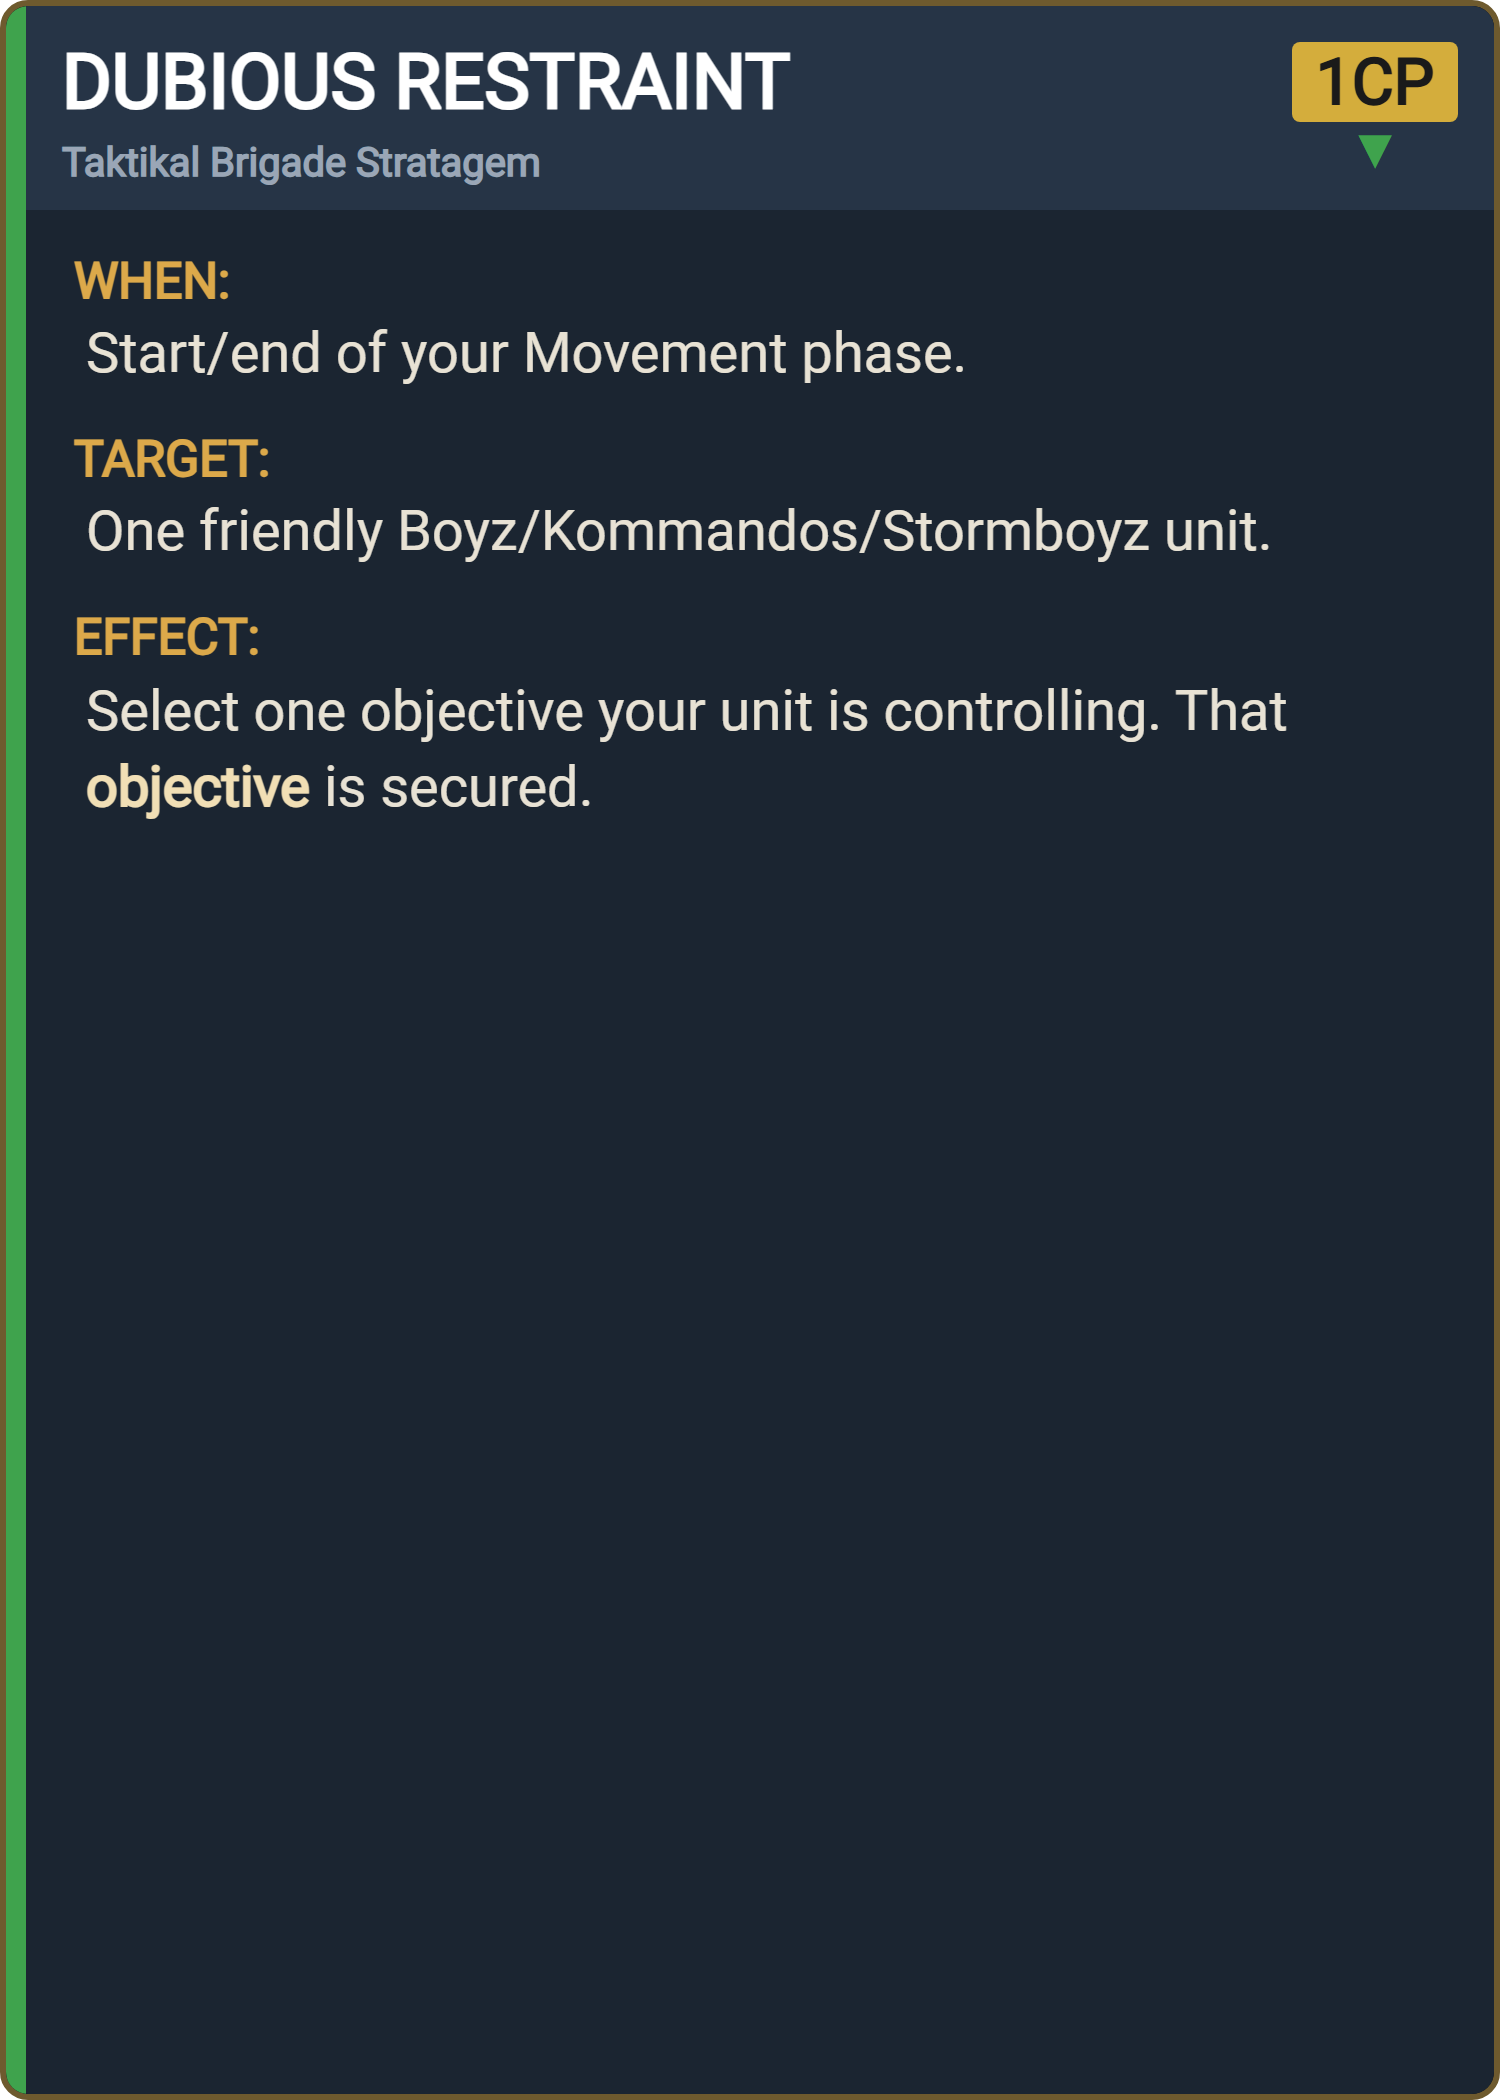 DUBIOUS RESTRAINT
1CP
Taktikal Brigade Stratagem
WHEN:
Start/end of your Movement phase.
TARGET:
One friendly Boyz/Kommandos/Stormboyz unit.
EFFECT:
Select one objective your unit is controlling. That
objective is secured.